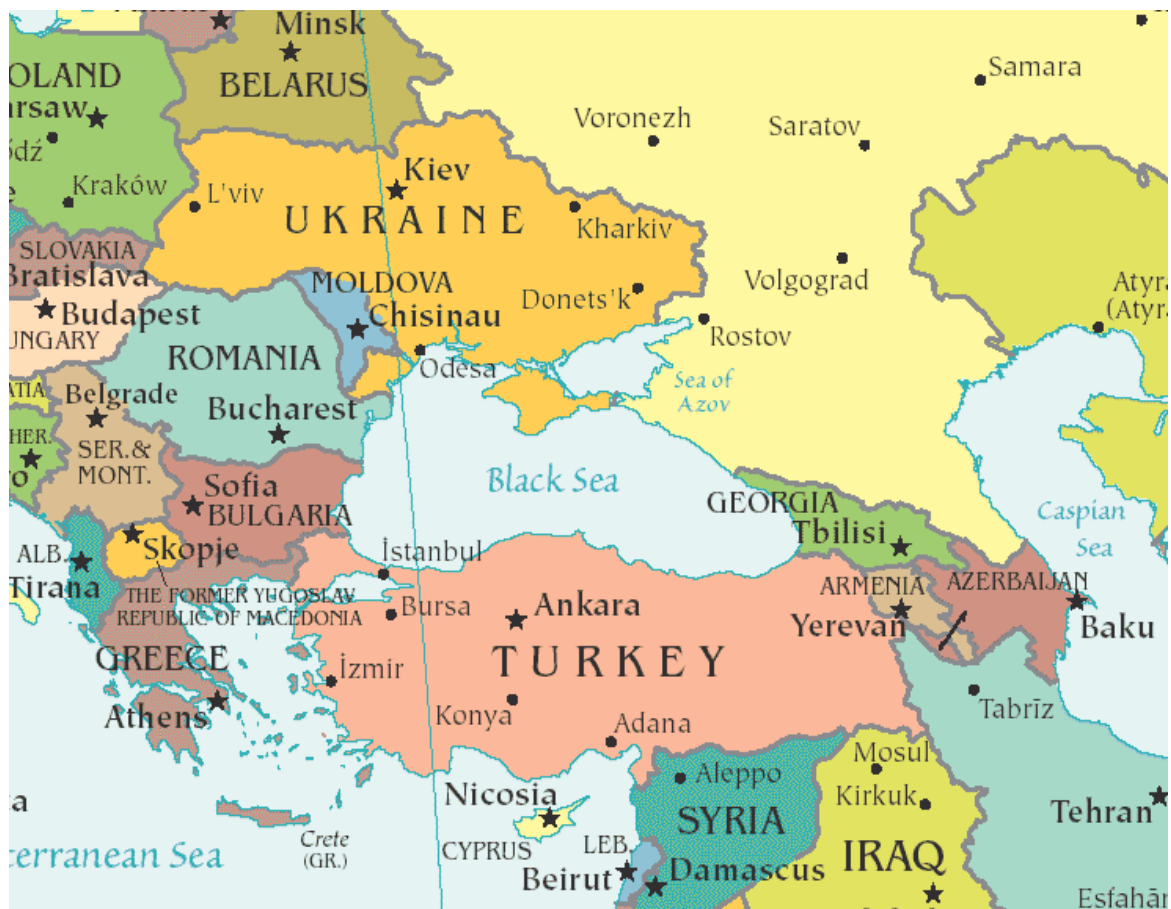 Minsk
BELARUS
Samara
OLAND
arsaw
Voronezh
Saratov
ódź
Kraków
Kiev
L'viv
UKRAINE
Kharkiv
SLOVAKIA
Bratislava
MOLDOVA
Donets'k
Volgograd
Atyra
(Atyra
Budapest
Chisinau
UNGARY
ROMANIA
Odesa
Rostov
Sea of
Azov
ATIA
Belgrade
Bucharest
HER.
SER.&
MONT.
o
Sofia
BULGARIA
Black Sea
GEORGIA
Tbilisi
Caspian
Sea
ALB.
Skopje
İstanbul
Tirana
THE FORMER YUGOSLAV
REPUBLIC OF MACEDONIA
Bursa
Ankara
ARMENIA
AZERBAIJAN
Yerevan
Baku
GREECE
İzmir
TURKEY
Athens
Konya
Adana
Tabrīz
Mosul
Aleppo
Nicosia
Kirkuk
Tehran
a
SYRIA
Crete
(GR.)
CYPRUS
LEB.
IRAQ
terranean Sea
Beirut
Damascus
Esfahān